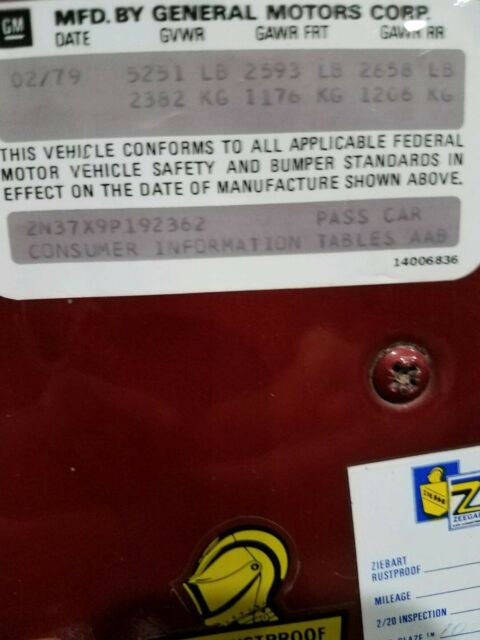 GM
MFD. BY GENERAL MOTORS CORP.
DATE GVWR GAWR FRT GAWR RR
02/79 5251 LB 2593 LB 2658 LB
2382 KG 1176 KG 1206 KG
THIS VEHICLE CONFORMS TO ALL APPLICABLE FEDERAL
MOTOR VEHICLE SAFETY AND BUMPER STANDARDS IN
EFFECT ON THE DATE OF MANUFACTURE SHOWN ABOVE.
2N37X9P192362 PASS CAR
CONSUMER INFORMATION TABLES AAB
14006836
ZEEGA
ZIEBART
RUSTPROOF
MILEAGE
2/20 INSPECTION
RUSTPROOF